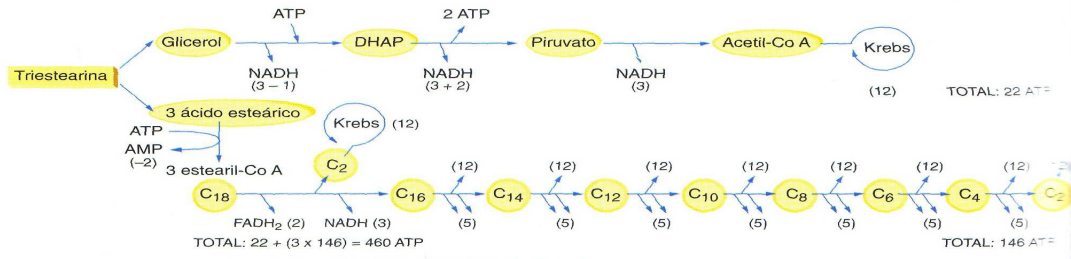 ATP
2 ATP
Glicerol
DHAP
Piruvato
Acetil-Co A
Krebs
NADH
(3 – 1)
NADH
(3 + 2)
NADH
(3)
(12)
TOTAL: 22 ATP
Triestearina
3 ácido esteárico
ATP
AMP
(–2)
3 estearil-Co A
Krebs
(12)
C2
(12)
(12)
(12)
(12)
(12)
(12)
(12)
C18
C16
C14
C12
C10
C8
C6
C4
C2
FADH2 (2)
NADH (3)
(5)
(5)
(5)
(5)
(5)
(5)
(5)
TOTAL: 22 + (3 x 146) = 460 ATP
TOTAL: 146 ATP